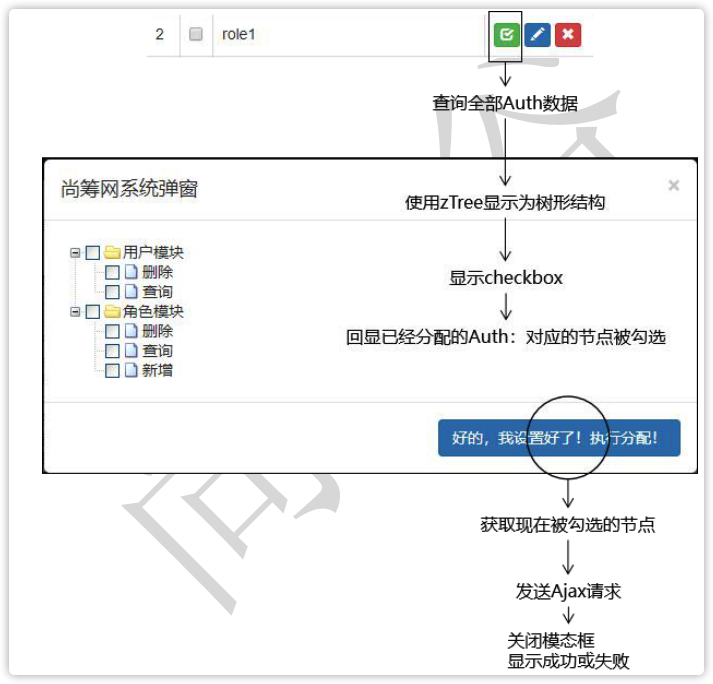 2 role1
查询全部Auth数据
尚筹网系统弹窗 ×
使用zTree显示为树形结构
用户模块
删除
查询
角色模块
删除
查询
新增
显示checkbox
回显已经分配的Auth：对应的节点被勾选
好的，我设置好了！执行分配！
获取现在被勾选的节点
发送Ajax请求
关闭模态框
显示成功或失败